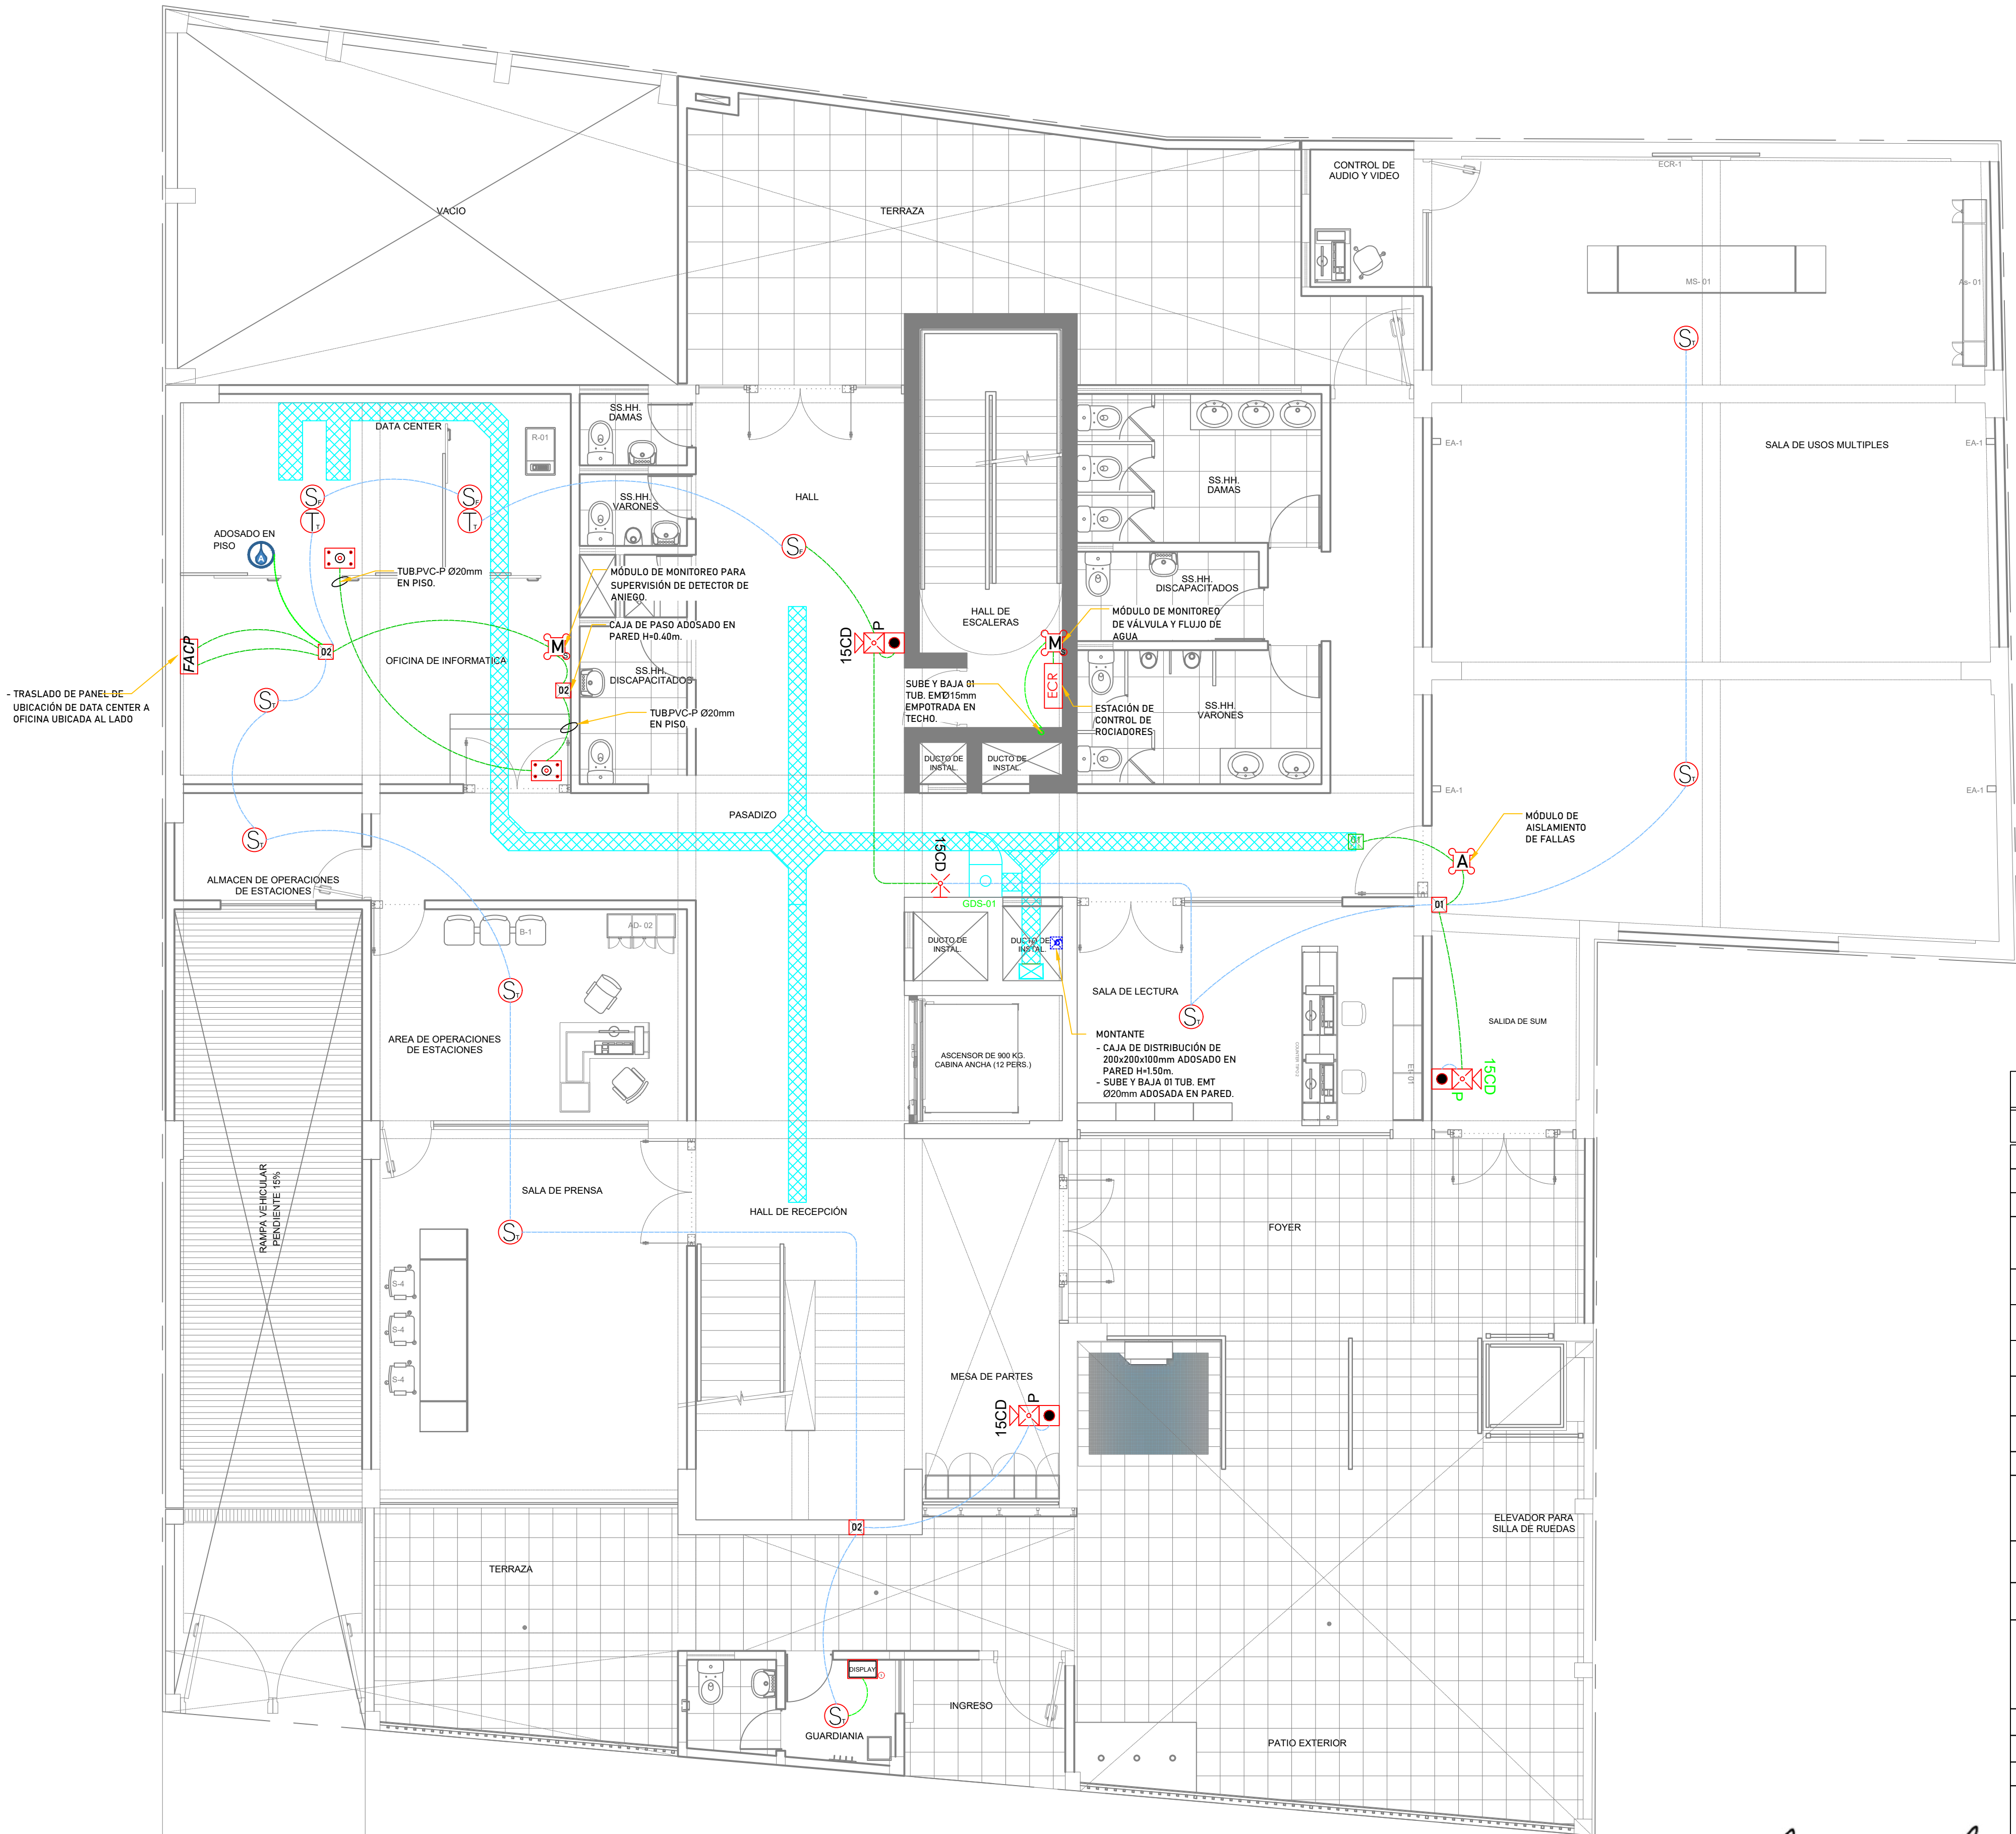 VACIO
TERRAZA
CONTROL DE
AUDIO Y VIDEO
ECR-1
MS- 01
As- 01
S T
DATA CENTER
R-01
SS.HH.
DAMAS
SS.HH.
VARONES
HALL
SS.HH.
DAMAS
EA-1
SALA DE USOS MULTIPLES
EA-1
S F
T T
S F
T T
S F
ADOSADO EN
PISO
A
TUB.PVC-P Ø20mm
EN PISO.
MÓDULO DE MONITOREO PARA
SUPERVISIÓN DE DETECTOR DE
ANIEGO.
CAJA DE PASO ADOSADO EN
PARED H=0.40m.
SS.HH.
DISCAPACITADOS
HALL DE
ESCALERAS
MÓDULO DE MONITOREO
DE VÁLVULA Y FLUJO DE
AGUA
FACP
D2
OFICINA DE INFORMATICA
M S
D2
SS.HH.
DISCAPACITADOS
15CD
P
M S
ECR
- TRASLADO DE PANEL DE
UBICACIÓN DE DATA CENTER A
OFICINA UBICADA AL LADO
S T
TUB.PVC-P Ø20mm
EN PISO.
SUBE Y BAJA 01
TUB. EMTØ15mm
EMPOTRADA EN
TECHO.
ESTACIÓN DE
CONTROL DE
ROCIADORES
SS.HH.
VARONES
DUCTO DE
INSTAL.
DUCTO DE
INSTAL.
S T
EA-1
EA-1
PASADIZO
S T
15CD
D1
A
MÓDULO DE
AISLAMIENTO
DE FALLAS
ALMACEN DE OPERACIONES
DE ESTACIONES
GDS-01
D1
B-1
AD- 02
DUCTO DE
INSTAL.
DUCTO DE
INSTAL.
S T
SALA DE LECTURA
S T
SALIDA DE SUM
AREA DE OPERACIONES
DE ESTACIONES
ASCENSOR DE 900 KG.
CABINA ANCHA (12 PERS.)
MONTANTE
- CAJA DE DISTRIBUCIÓN DE
200x200x100mm ADOSADO EN
PARED H=1.50m.
- SUBE Y BAJA 01 TUB. EMT
Ø20mm ADOSADA EN PARED.
15CD
P
RAMPA VEHICULAR
PENDIENTE 15%
SALA DE PRENSA
S T
HALL DE RECEPCIÓN
FOYER
S-4
S-4
S-4
MESA DE PARTES
15CD
P
D2
ELEVADOR PARA
SILLA DE RUEDAS
TERRAZA
DISPLAY
S T
GUARDIANIA
INGRESO
PATIO EXTERIOR